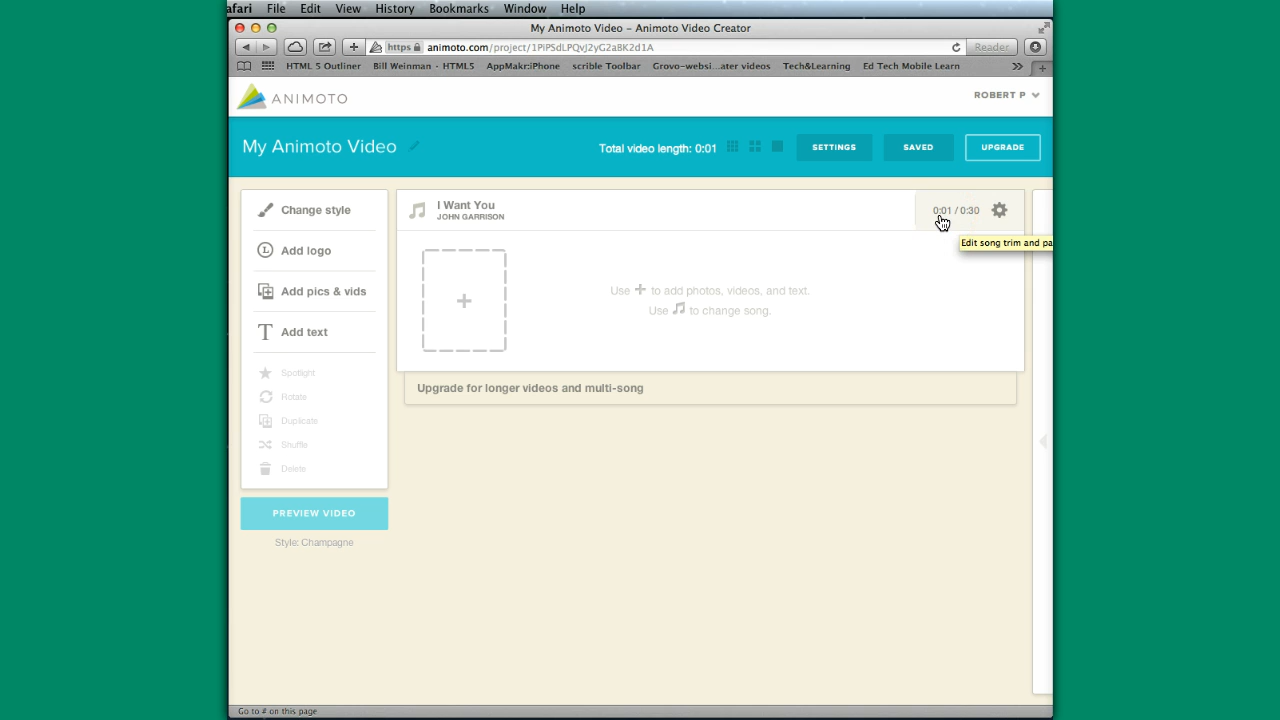 afari File Edit View History Bookmarks Window Help
My Animoto Video – Animoto Video Creator
https animoto.com/project/1PiPSdLPQvJ2yG2aBK2d1A Reader
HTML 5 Outliner Bill Weinman · HTML5 AppMakr:iPhone scrible Toolbar Grovo-websi...ater videos Tech&Learning Ed Tech Mobile Learn
ANIMOTO ROBERT P
My Animoto Video Total video length: 0:01 SETTINGS SAVED UPGRADE
Change style
Add logo
Add pics & vids
Add text
Spotlight
Rotate
Duplicate
Shuffle
Delete
PREVIEW VIDEO
Style: Champagne
I Want You
JOHN GARRISON
0:01 / 0:30
Edit song trim and pa
Use + to add photos, videos, and text.
Use to change song.
Upgrade for longer videos and multi-song
Go to # on this page